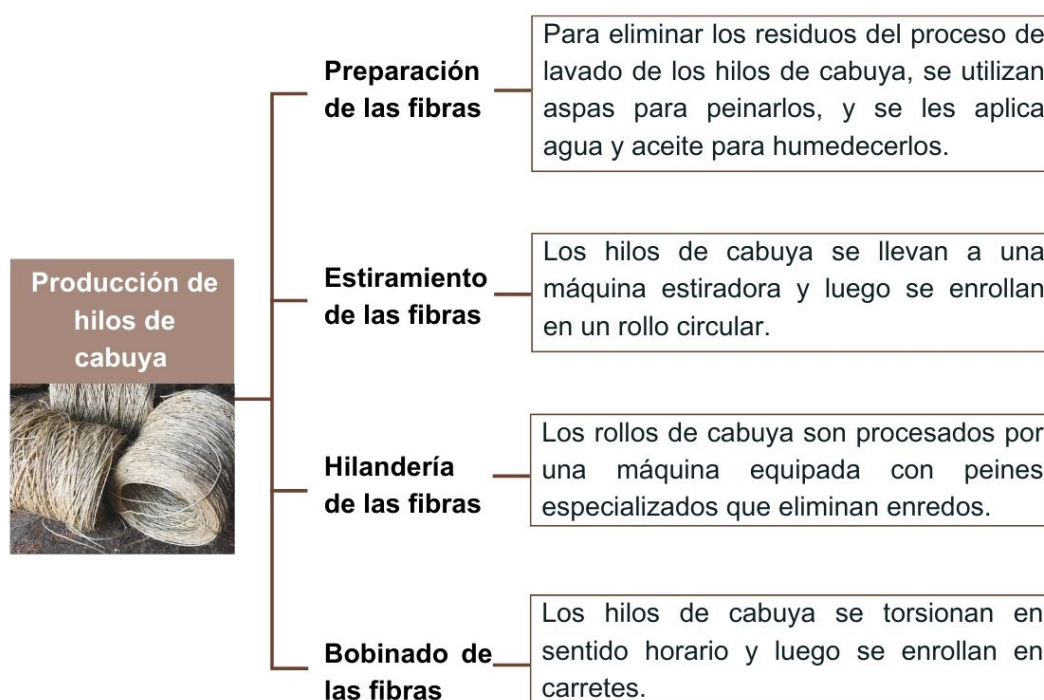 Producción de
hilos de
cabuya
Preparación
de las fibras
Para eliminar los residuos del proceso de
lavado de los hilos de cabuya, se utilizan
aspas para peinarlos, y se les aplica
agua y aceite para humedecerlos.
Estiramiento
de las fibras
Los hilos de cabuya se llevan a una
máquina estiradora y luego se enrollan
en un rollo circular.
Hilandería
de las fibras
Los rollos de cabuya son procesados por
una máquina equipada con peines
especializados que eliminan enredos.
Bobinado de
las fibras
Los hilos de cabuya se torsionan en
sentido horario y luego se enrollan en
carretes.